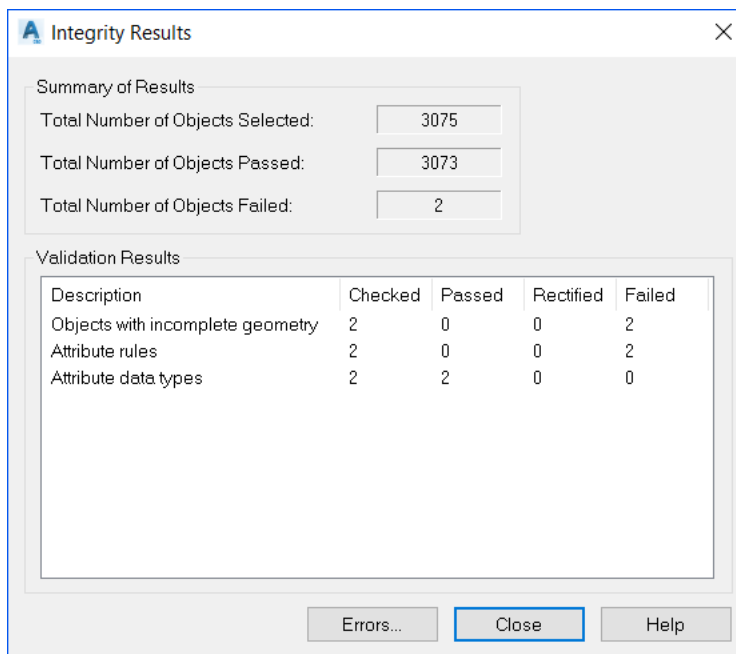 Integrity Results
Summary of Results
Total Number of Objects Selected: 3075
Total Number of Objects Passed: 3073
Total Number of Objects Failed: 2
Validation Results
Description Checked Passed Rectified Failed
Objects with incomplete geometry 2 0 0 2
Attribute rules 2 0 0 2
Attribute data types 2 2 0 0
Errors... Close Help